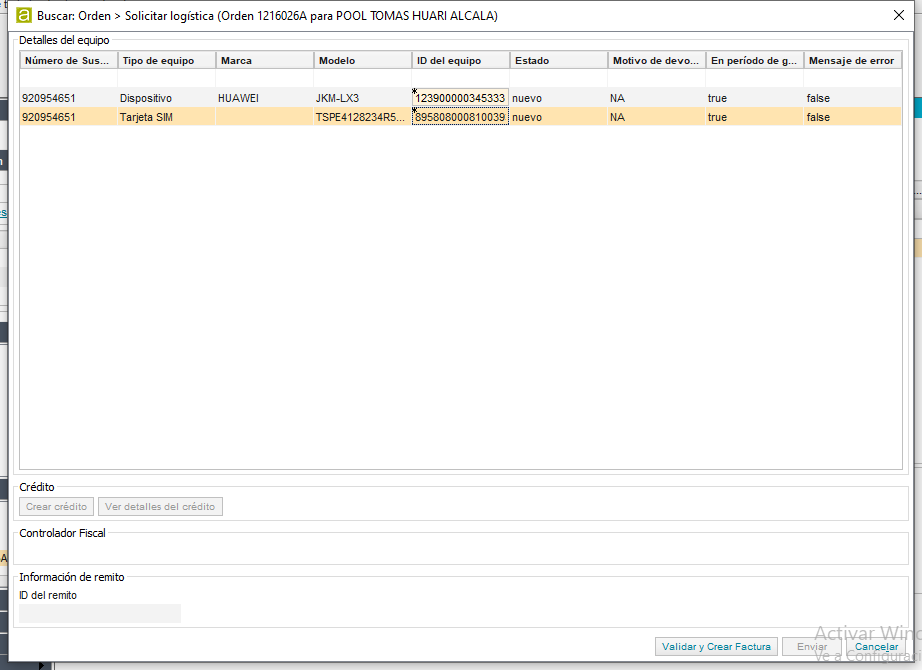 a Buscar: Orden > Solicitar logística (Orden 1216026A para POOL TOMAS HUARI ALCALA)
Detalles del equipo
Número de Sus... Tipo de equipo Marca Modelo ID del equipo Estado Motivo de devo... En período de g... Mensaje de error
920954651 Dispositivo HUAWEI JKM-LX3 *123900000345333 nuevo NA true false
920954651 Tarjeta SIM TSPE4128234R5... *895808000810039 nuevo NA true false
Crédito
Crear crédito Ver detalles del crédito
Controlador Fiscal
Información de remito
ID del remito
Validar y Crear Factura Enviar Cancelar
Activar Wind
Ve a Configurac